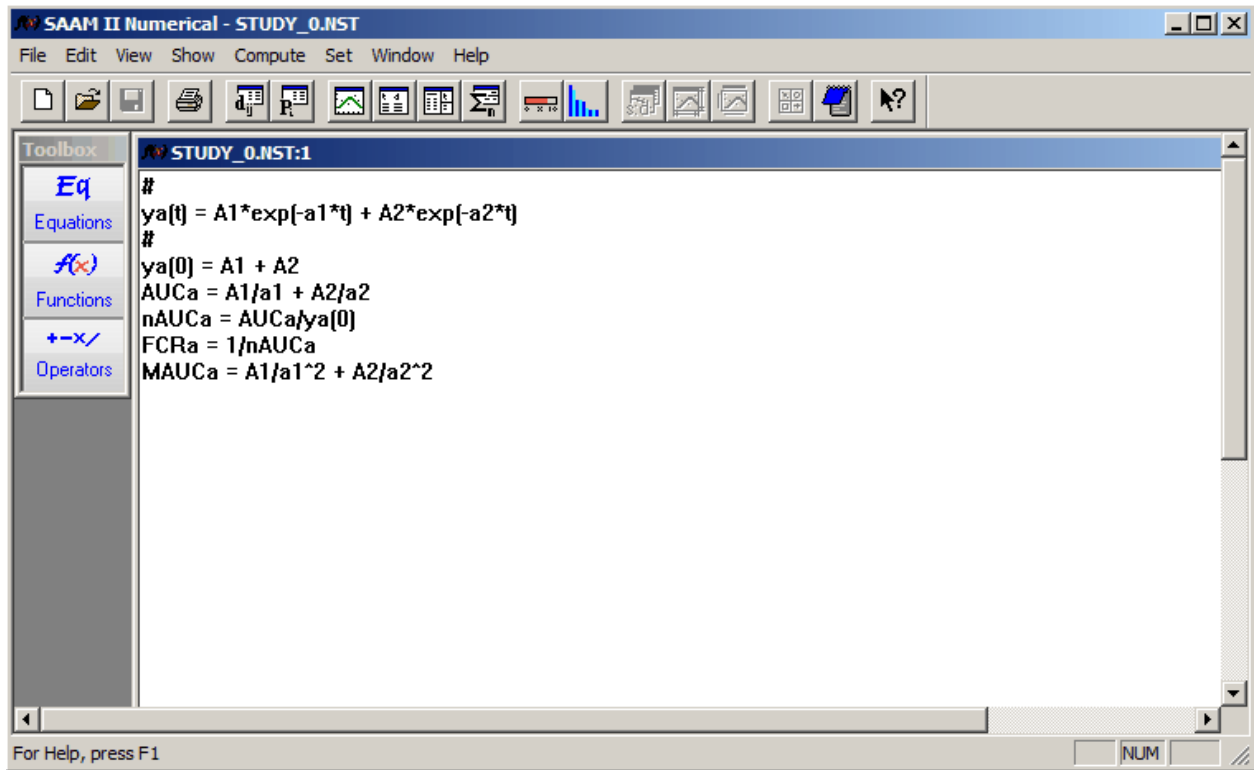 SAAM II Numerical - STUDY_0.NST
File Edit View Show Compute Set Window Help
Toolbox
STUDY_0.NST:1
Eq
Equations
f(x)
Functions
+-×/
Operators
#
ya(t) = A1*exp(-a1*t) + A2*exp(-a2*t)
#
ya(0) = A1 + A2
AUCa = A1/a1 + A2/a2
nAUCa = AUCa/ya(0)
FCRa = 1/nAUCa
MAUCa = A1/a1^2 + A2/a2^2
For Help, press F1
NUM